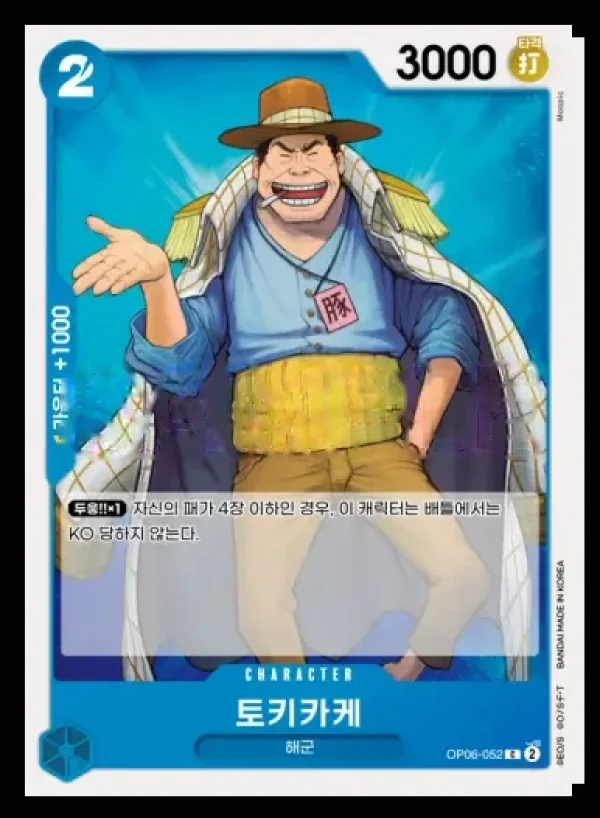 2
3000
타격
打
Moopic
豚
카운터 +1000
두웅!!×1 자신의 패가 4장 이하인 경우, 이 캐릭터는 배틀에서는
KO 당하지 않는다.
CHARACTER
토키카케
해군
OP06-052 C 2
BANDAI MADE IN KOREA